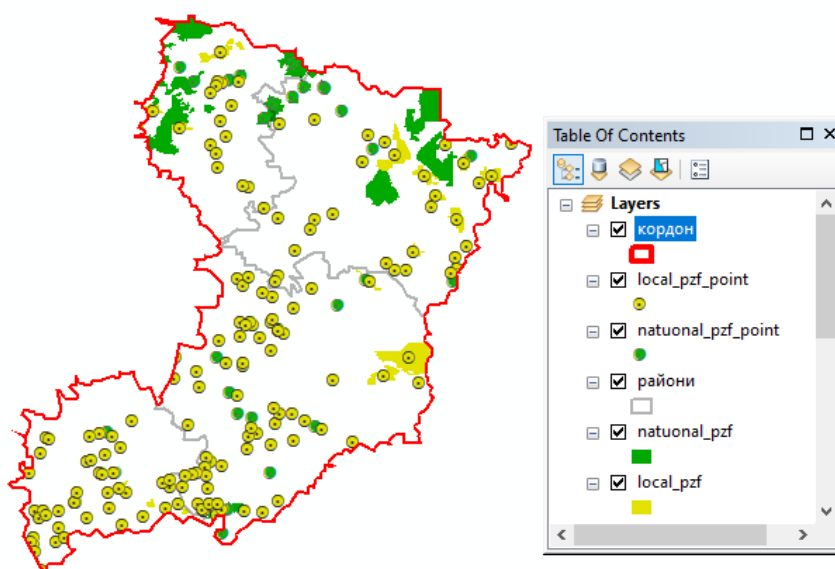 Table Of Contents
Layers
кордон
local_pzf_point
natuonal_pzf_point
райони
natuonal_pzf
local_pzf